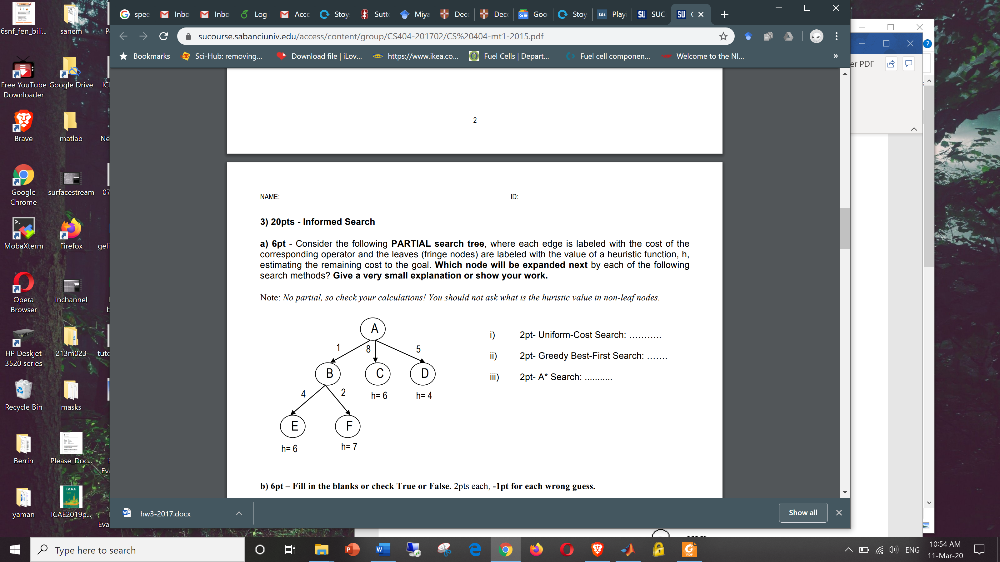 6snf_fen_bili...
sanem
Free YouTube Downloader
Google Drive
Brave
matlab
Google Chrome
surfacestream
MobaXterm
Firefox
Opera Browser
inchannel
HP Deskjet 3520 series
213m023
Recycle Bin
masks
Berrin
Please_Doc...
yaman
icae
ICAE2019p...
spee
Inbo
Inbo
Log
Acco
Stoy
Sutt
Miya
Dec
Dec
Goo
Stoy
tds
Playi
SU
SUC
SU
sucourse.sabanciuniv.edu/access/content/group/CS404-201702/CS%20404-mt1-2015.pdf
Bookmarks
Sci-Hub: removing...
Download file | iLov...
https://www.ikea.co...
Fuel Cells | Depart...
Fuel cell componen...
Welcome to the NI...
»
er PDF
2
NAME:
ID:
3) 20pts - Informed Search
a) 6pt - Consider the following PARTIAL search tree, where each edge is labeled with the cost of the
corresponding operator and the leaves (fringe nodes) are labeled with the value of a heuristic function, h,
estimating the remaining cost to the goal. Which node will be expanded next by each of the following
search methods? Give a very small explanation or show your work.
Note: No partial, so check your calculations! You should not ask what is the huristic value in non-leaf nodes.
A
1
8
5
B
C
D
4
2
h= 6
h= 4
E
F
h= 6
h= 7
i) 2pt- Uniform-Cost Search: ………..
ii) 2pt- Greedy Best-First Search: …….
iii) 2pt- A* Search: ...........
b) 6pt – Fill in the blanks or check True or False. 2pts each, -1pt for each wrong guess.
hw3-2017.docx
Show all
Type here to search
ENG
10:54 AM
11-Mar-20